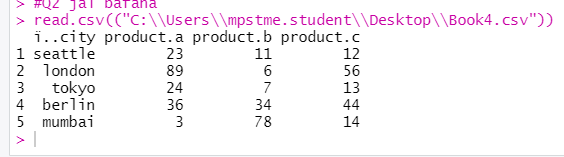 > #Q2 jai bafana
> read.csv(("C:\\Users\\mpstme.student\\Desktop\\Book4.csv"))
ï..city product.a product.b product.c
1 seattle 23 11 12
2 london 89 6 56
3 tokyo 24 7 13
4 berlin 36 34 44
5 mumbai 3 78 14
>